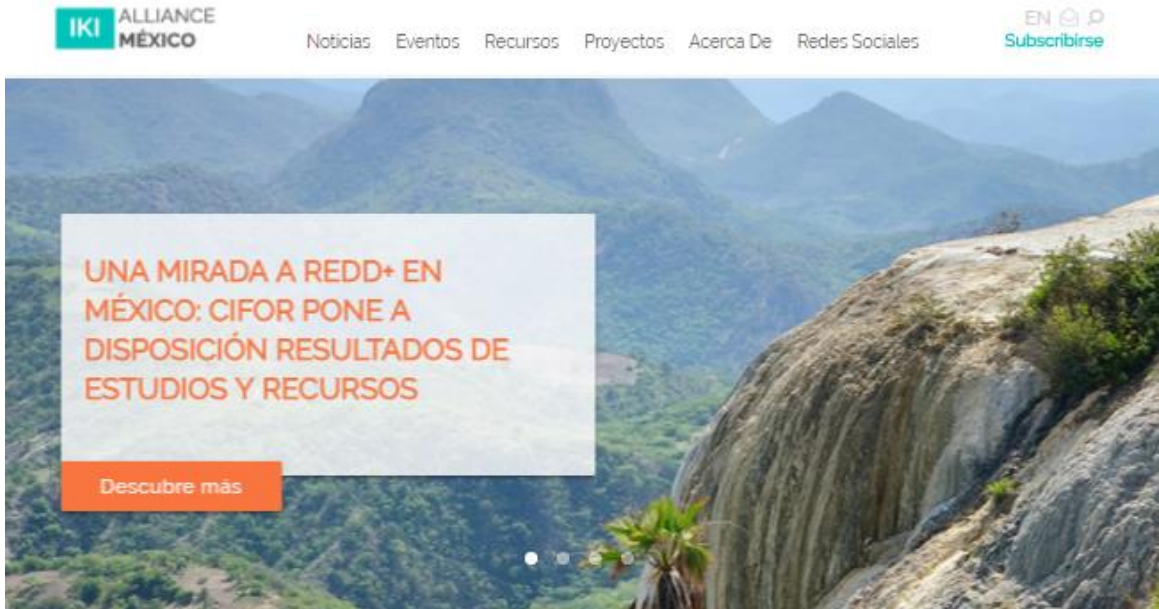 IKI ALLIANCE
MÉXICO
Noticias Eventos Recursos Proyectos Acerca De Redes Sociales
EN
Subscribirse
UNA MIRADA A REDD+ EN
MÉXICO: CIFOR PONE A
DISPOSICIÓN RESULTADOS DE
ESTUDIOS Y RECURSOS
Descubre más